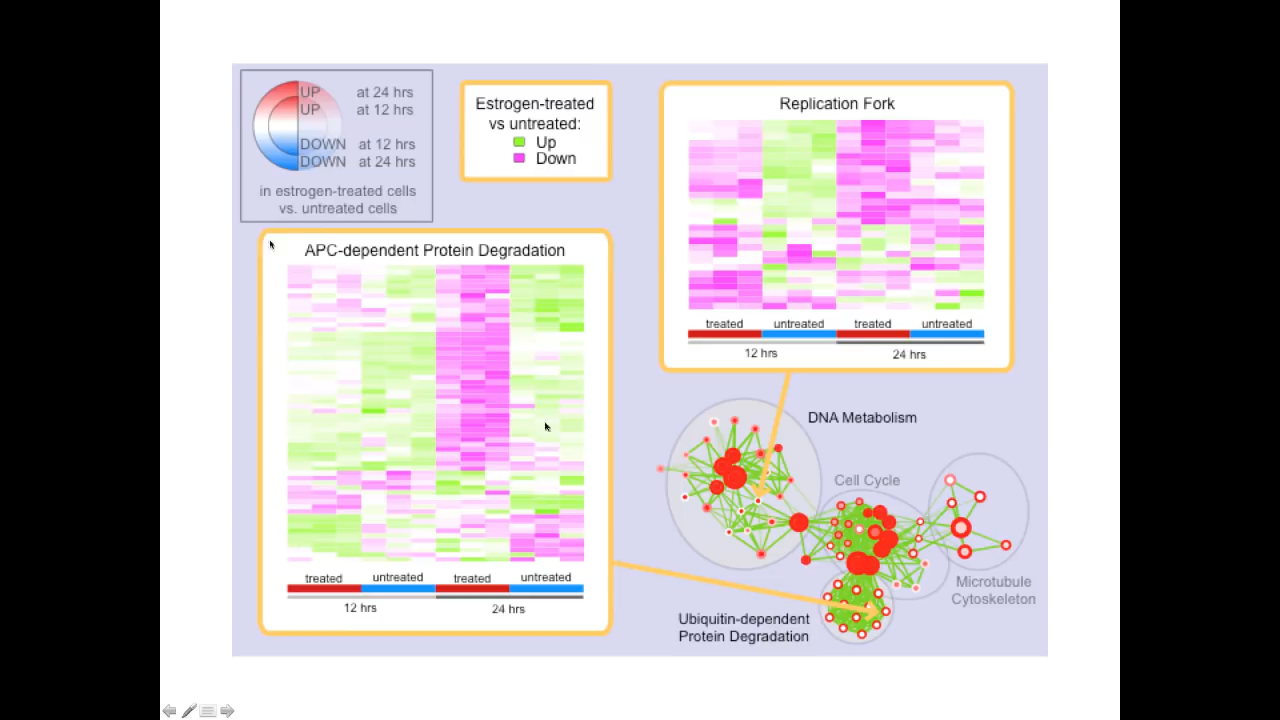 UP at 24 hrs
UP at 12 hrs
DOWN at 12 hrs
DOWN at 24 hrs
in estrogen-treated cells
vs. untreated cells
Estrogen-treated
vs untreated:
Up
Down
Replication Fork
treated untreated treated untreated
12 hrs 24 hrs
APC-dependent Protein Degradation
treated untreated treated untreated
12 hrs 24 hrs
DNA Metabolism
Cell Cycle
Microtubule
Cytoskeleton
Ubiquitin-dependent
Protein Degradation